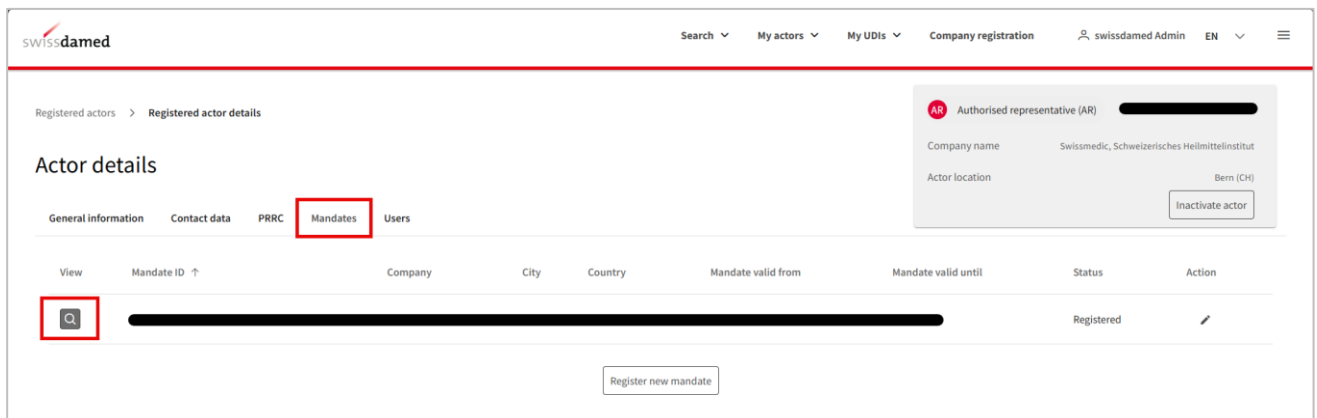 swissdamed
Search My actors My UDIs Company registration swissdamed Admin EN
Registered actors > Registered actor details
AR Authorised representative (AR)
Company name Swissmedic, Schweizerisches Heilmittelinstitut
Actor location Bern (CH)
Inactivate actor
Actor details
General information Contact data PRRC Mandates Users
View Mandate ID ↑ Company City Country Mandate valid from Mandate valid until Status Action
Registered
Register new mandate